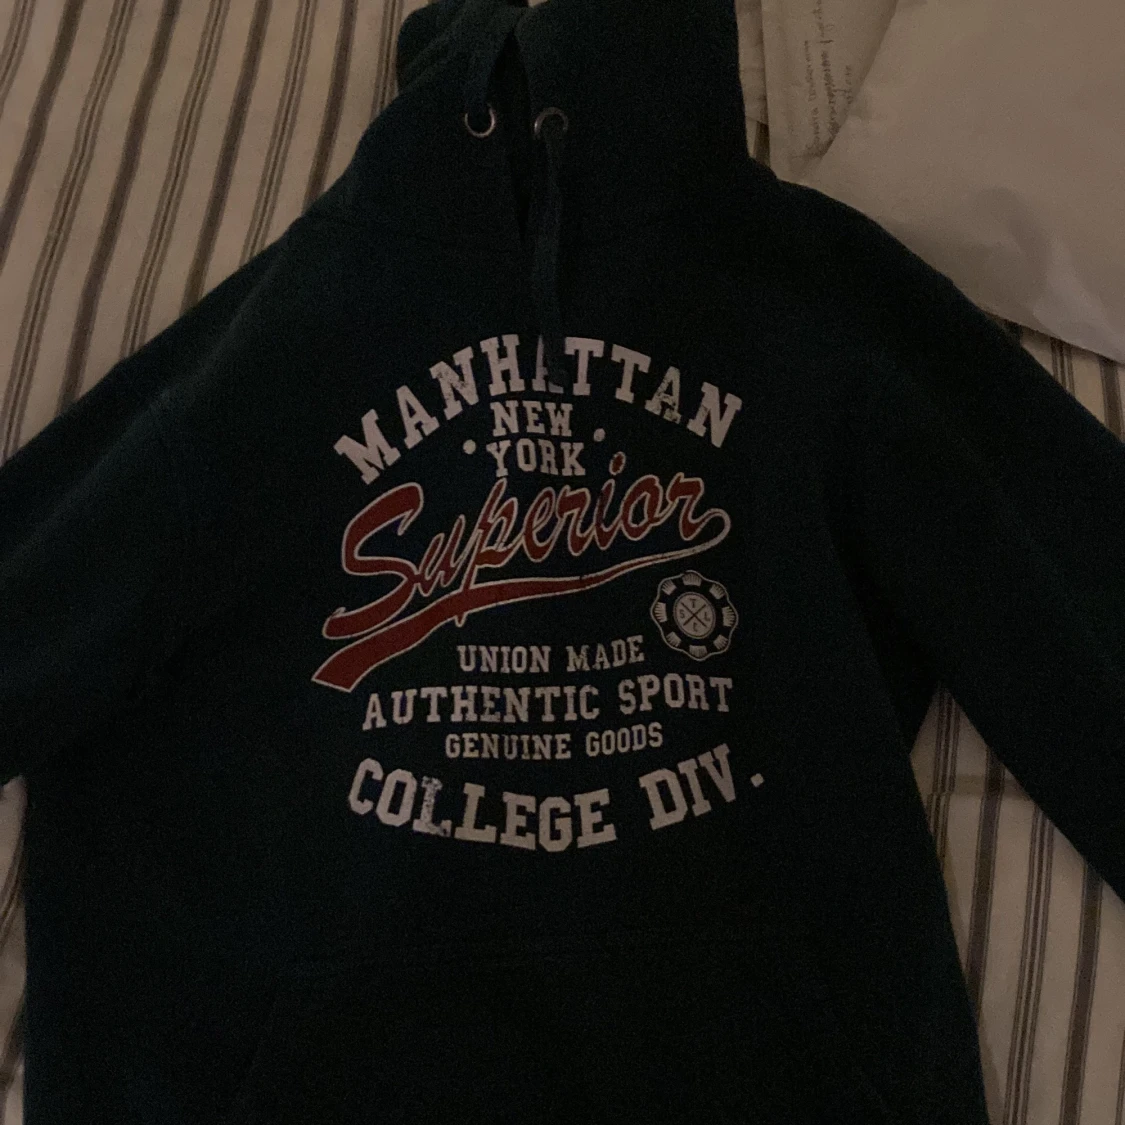 MANHATTAN
NEW
YORK
Superior
T
S L
E
UNION MADE
AUTHENTIC SPORT
GENUINE GOODS
COLLEGE DIV.